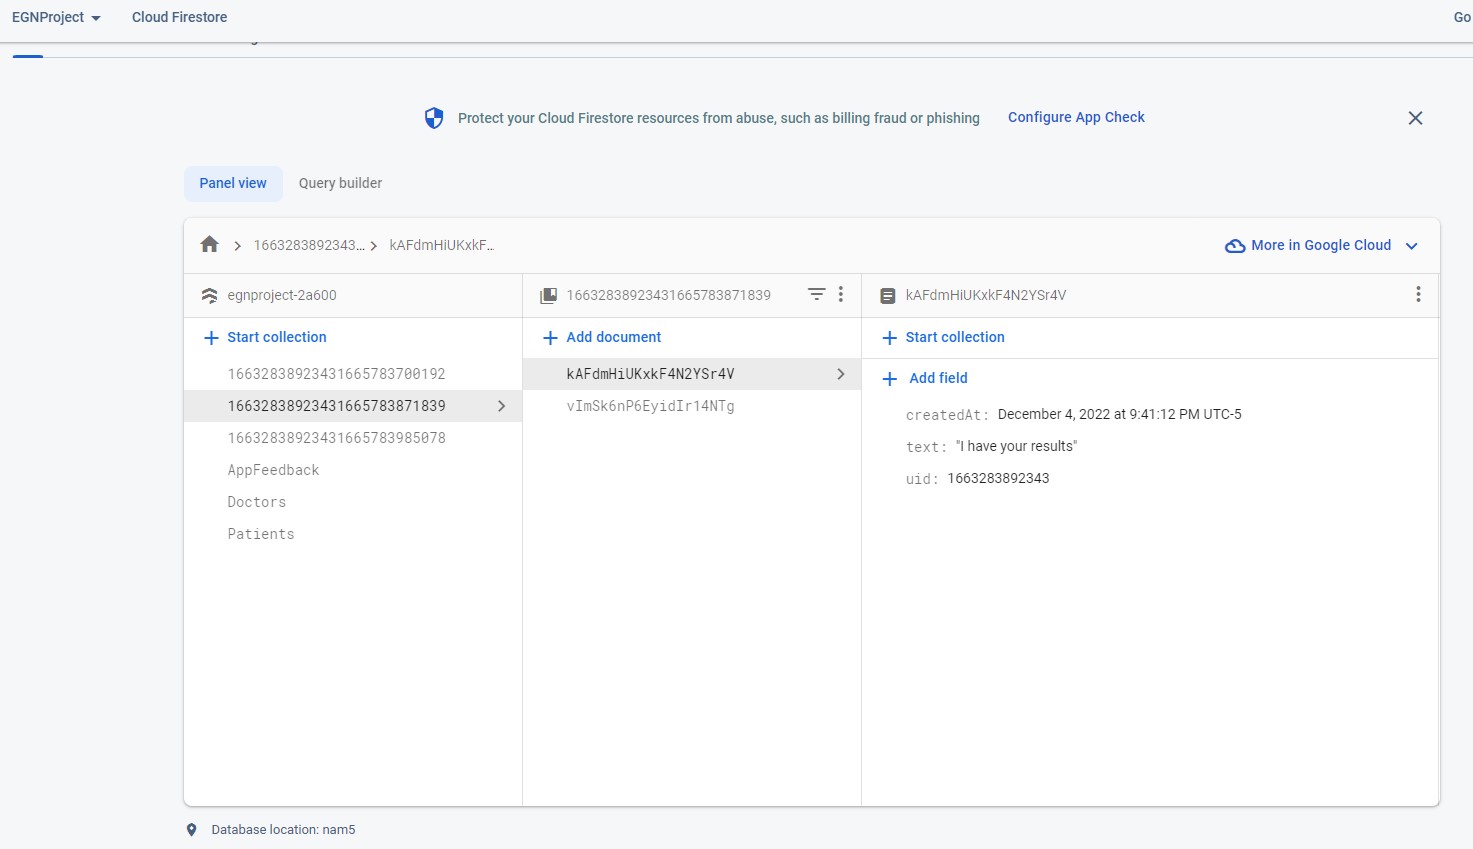 EGNProject Cloud Firestore Go
Protect your Cloud Firestore resources from abuse, such as billing fraud or phishing Configure App Check
Panel view Query builder
1663283892343... kAFdmHiUKxkF... More in Google Cloud
egnproject-2a600 16632838923431665783871839 kAFdmHiUKxkF4N2YSr4V
Start collection Add document Start collection
16632838923431665783700192 kAFdmHiUKxkF4N2YSr4V Add field
16632838923431665783871839 vImSk6nP6EyidIr14NTg createdAt: December 4, 2022 at 9:41:12 PM UTC-5
16632838923431665783985078 text: "I have your results"
AppFeedback uid: 1663283892343
Doctors
Patients
Database location: nam5